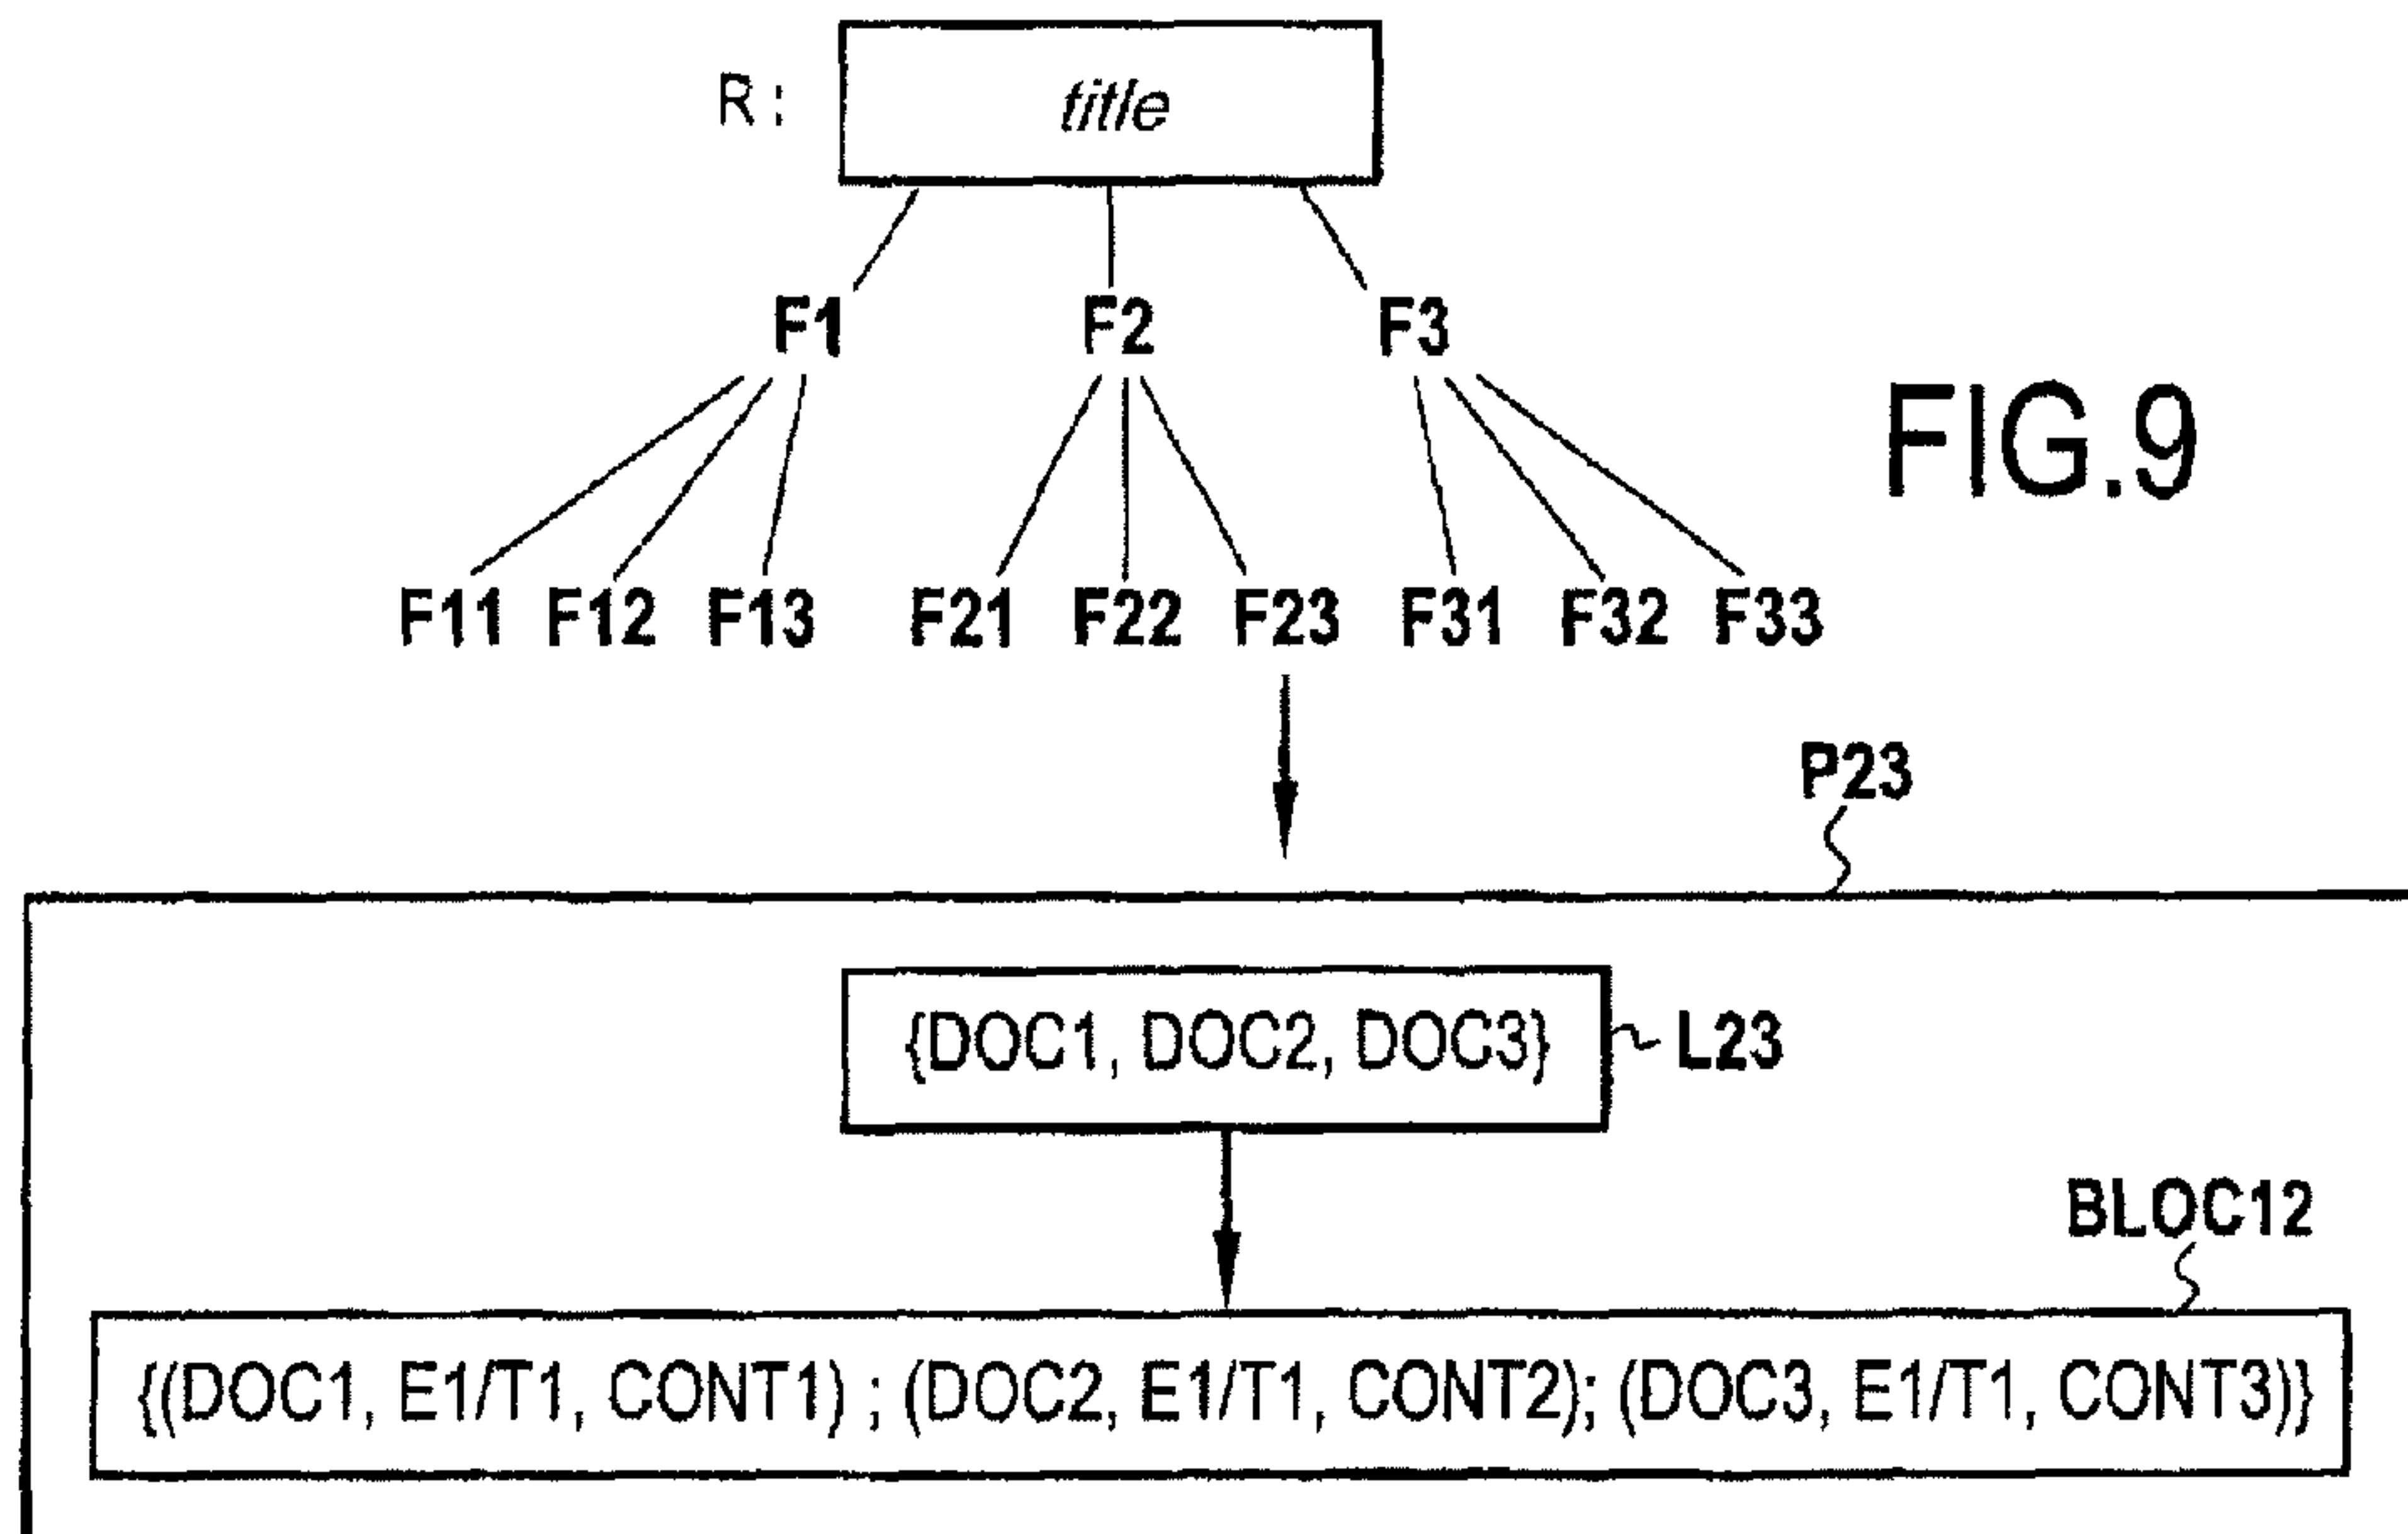 R: title
F1 F2 F3
FIG.9
F11 F12 F13 F21 F22 F23 F31 F32 F33
P23
{DOC1, DOC2, DOC3} L23
BLOC12
{(DOC1, E1/T1, CONT1) ; (DOC2, E1/T1, CONT2); (DOC3, E1/T1, CONT3)}